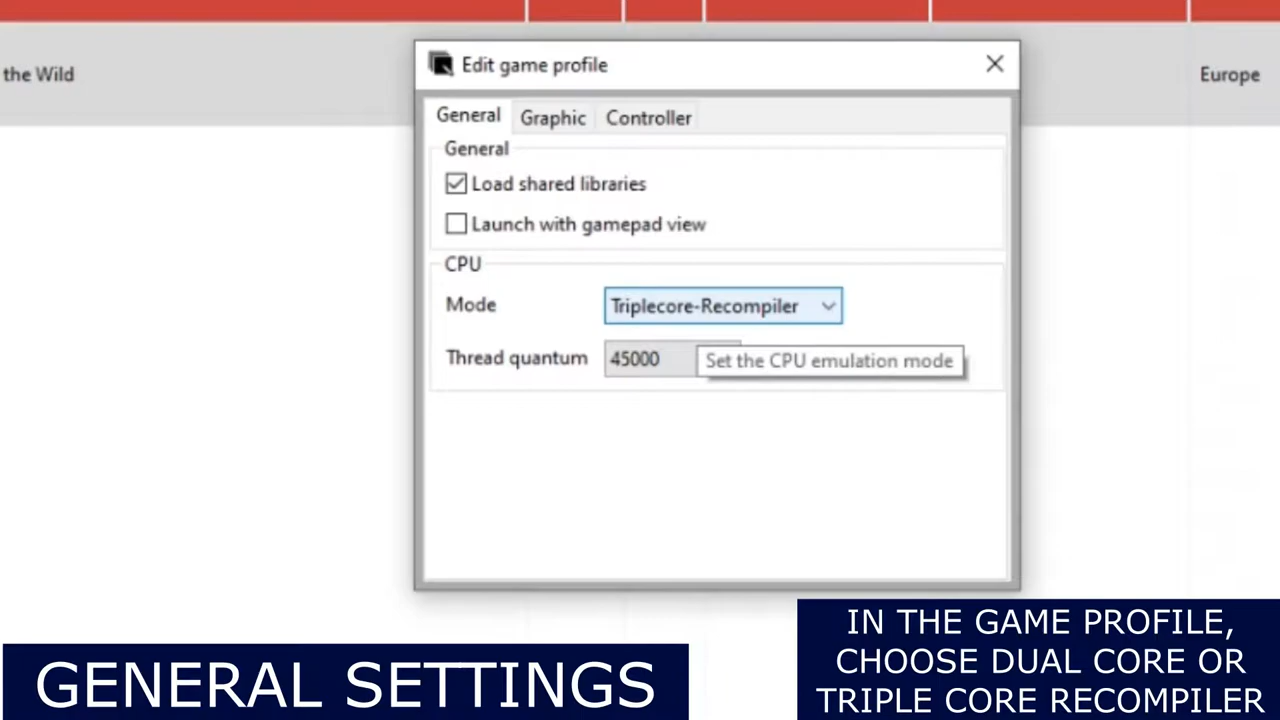 the Wild
Europe
Edit game profile
General
Graphic
Controller
General
Load shared libraries
Launch with gamepad view
CPU
Mode
Triplecore-Recompiler
Thread quantum
45000
Set the CPU emulation mode
GENERAL SETTINGS
IN THE GAME PROFILE,
CHOOSE DUAL CORE OR
TRIPLE CORE RECOMPILER